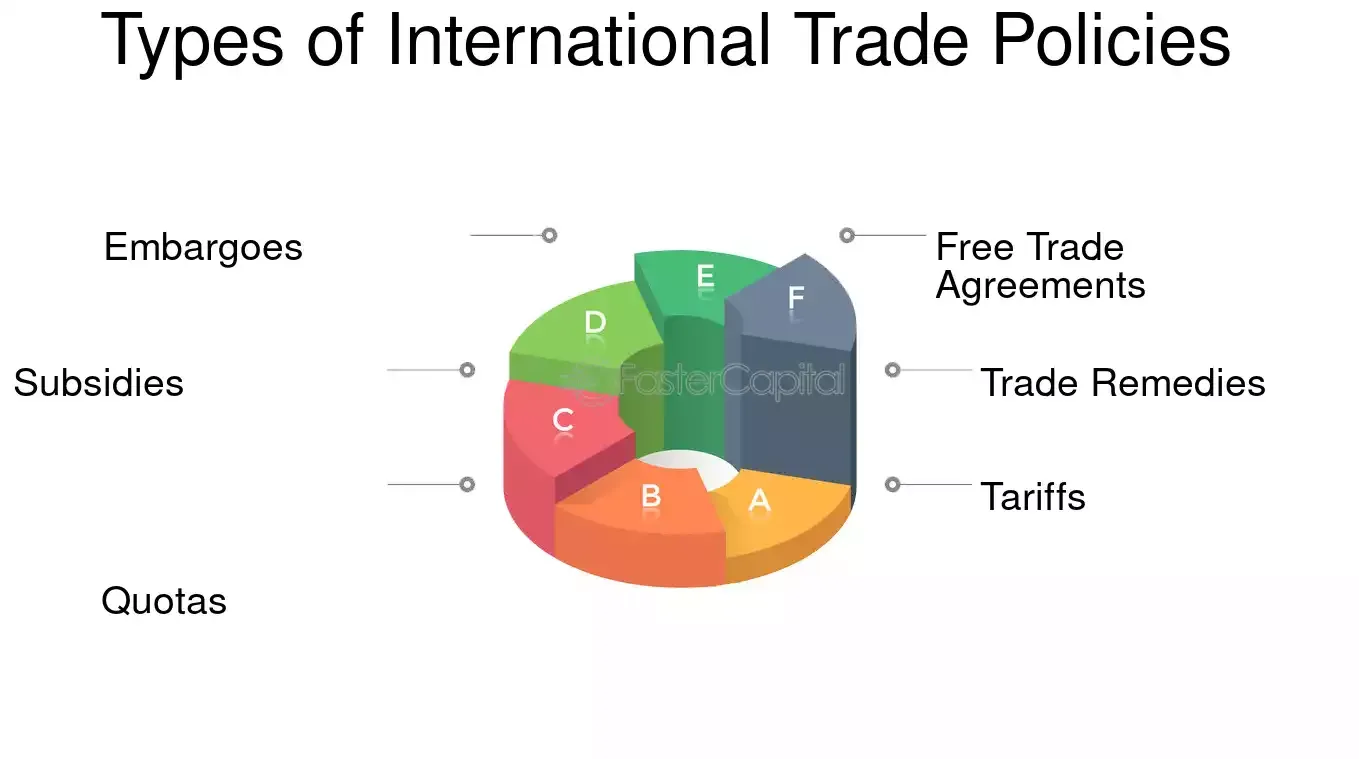 Types of International Trade Policies
Embargoes
Free Trade
Agreements
E
F
D
FasterCapital
Subsidies
Trade Remedies
C
B
A
Tariffs
Quotas